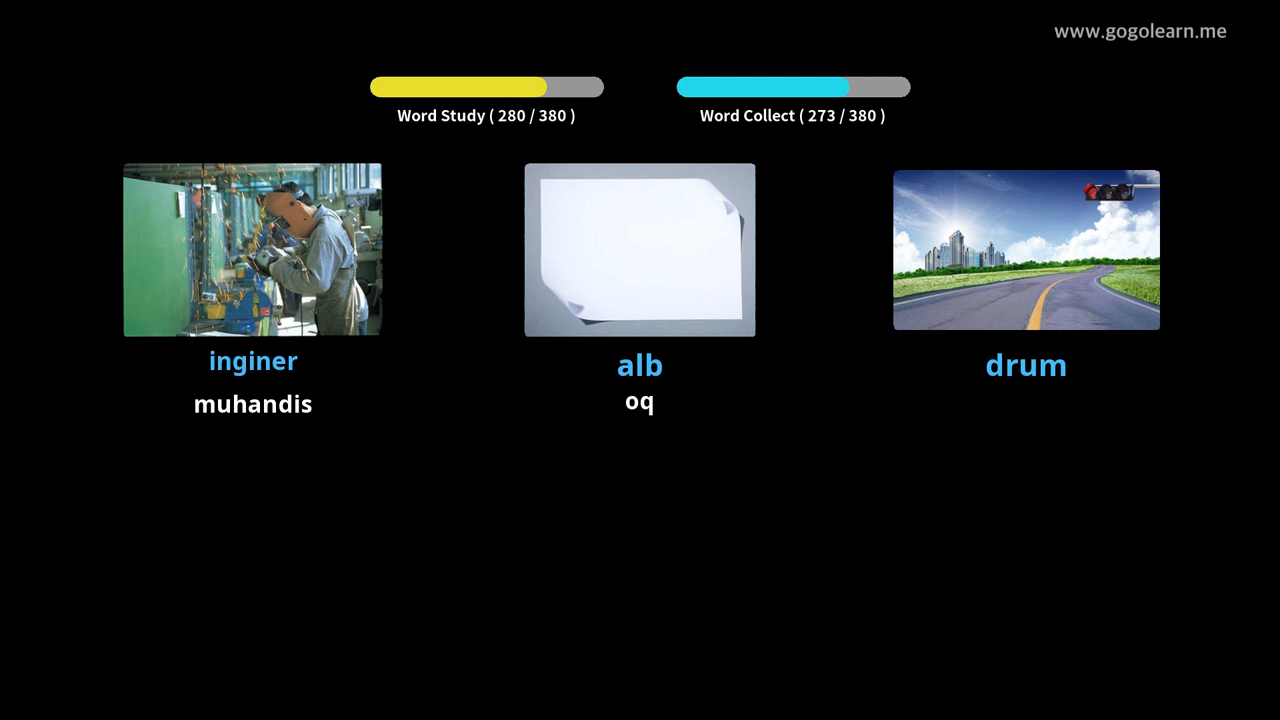 www.gogolearn.me
Word Study ( 280 / 380 )
Word Collect ( 273 / 380 )
inginer
muhandis
alb
oq
drum